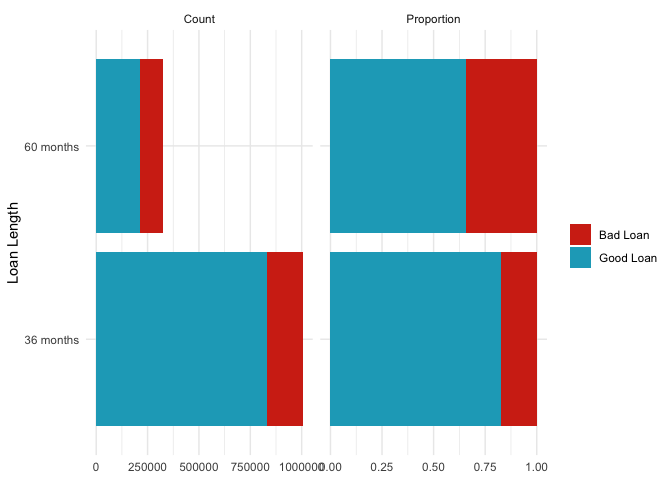 Count
Proportion
Loan Length
60 months
36 months
Bad Loan
Good Loan
0 250000 500000 750000 1000000
0.00 0.25 0.50 0.75 1.00